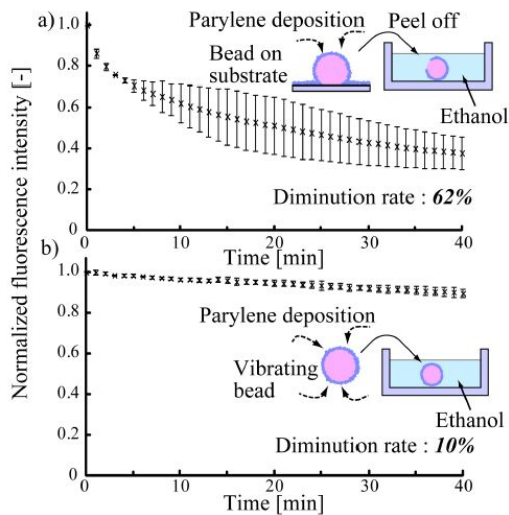 Normalized fluorescence intensity [-]
a)
1.0
0.8
0.6
0.4
0.2
0
0
10
20
30
40
Time [min]
Parylene deposition
Peel off
Bead on
substrate
Ethanol
Diminution rate : 62%
b)
1.0
0.8
0.6
0.4
0.2
0
0
10
20
30
40
Time [min]
Parylene deposition
Vibrating
bead
Ethanol
Diminution rate : 10%